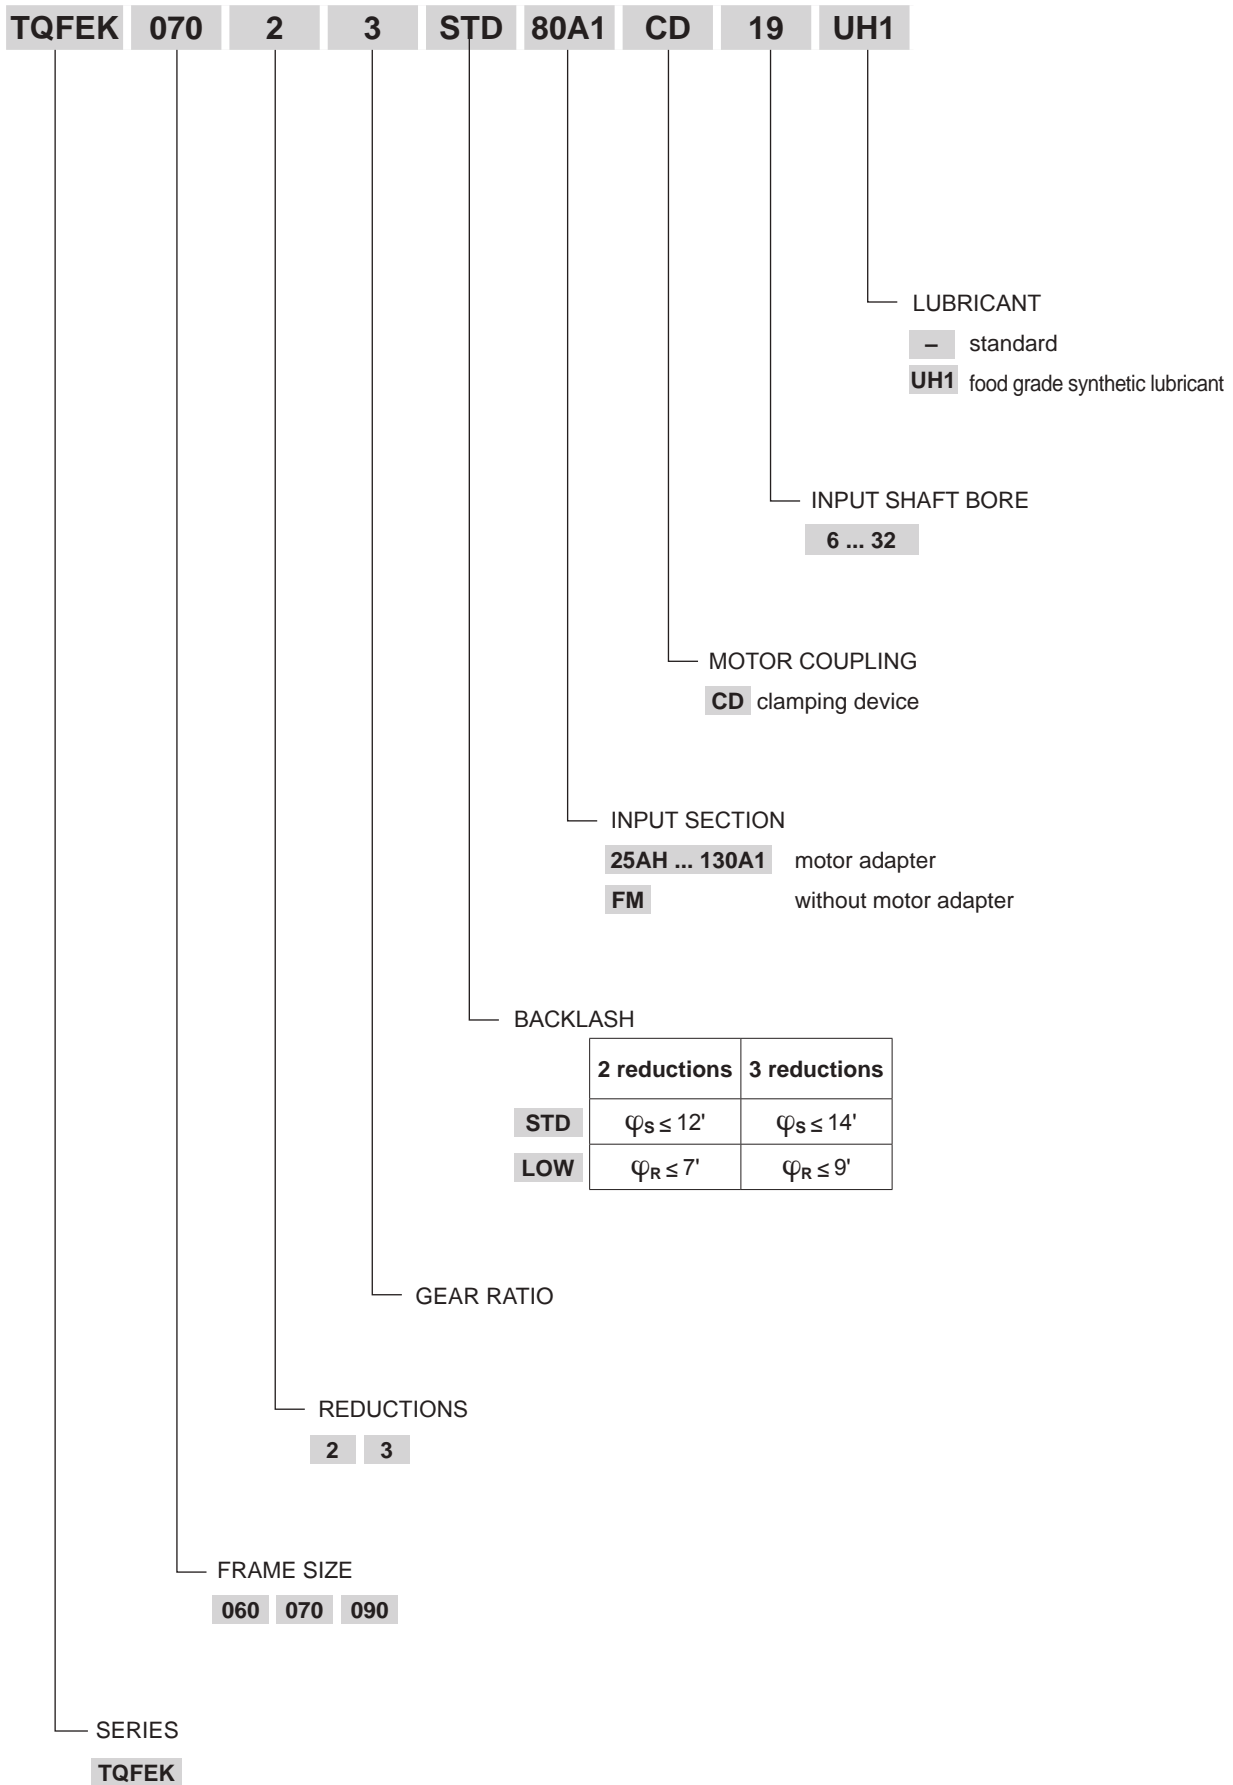 TQFEK 070 2 3 STD 80A1 CD 19 UH1
LUBRICANT
– standard
UH1 food grade synthetic lubricant
INPUT SHAFT BORE
6 ... 32
MOTOR COUPLING
CD clamping device
INPUT SECTION
25AH ... 130A1 motor adapter
FM without motor adapter
BACKLASH
2 reductions 3 reductions
STD φS ≤ 12' φS ≤ 14'
LOW φR ≤ 7' φR ≤ 9'
GEAR RATIO
REDUCTIONS
2 3
FRAME SIZE
060 070 090
SERIES
TQFEK